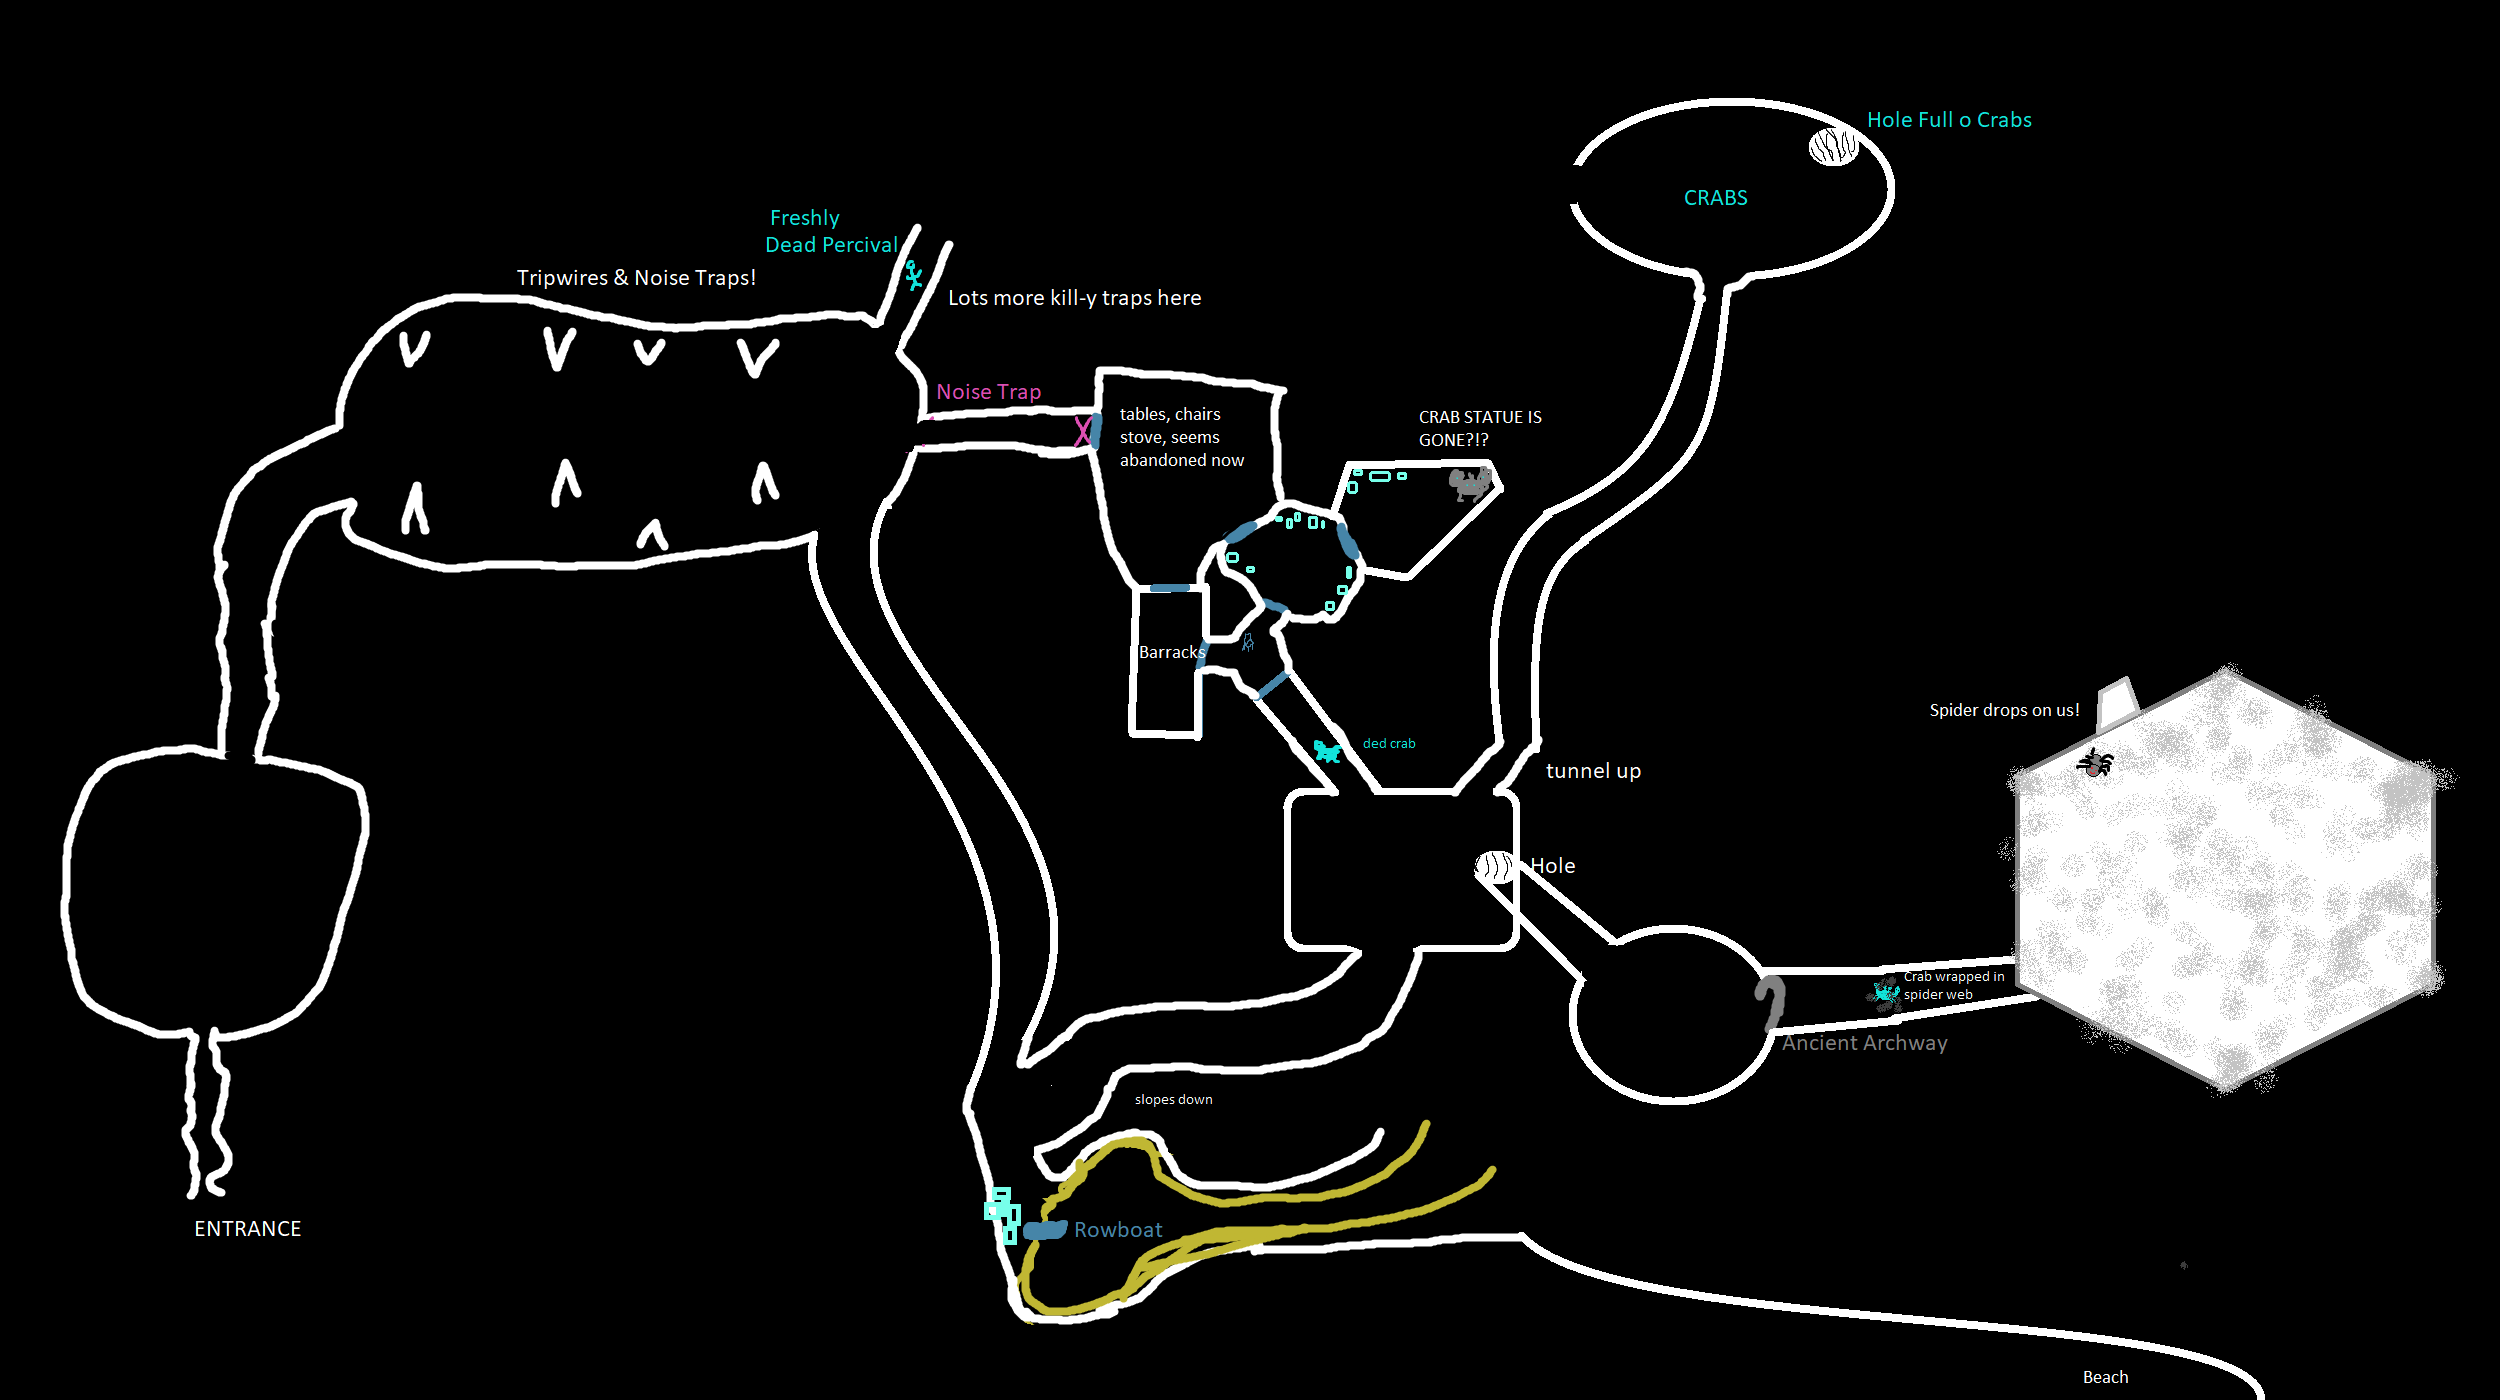 Hole Full o Crabs
CRABS
Freshly
Dead Percival
Tripwires & Noise Traps!
Lots more kill-y traps here
Noise Trap
tables, chairs
stove, seems
abandoned now
CRAB STATUE IS
GONE?!?
Barracks
Spider drops on us!
ded crab
tunnel up
Hole
Crab wrapped in
spider web
Ancient Archway
slopes down
ENTRANCE
Rowboat
Beach